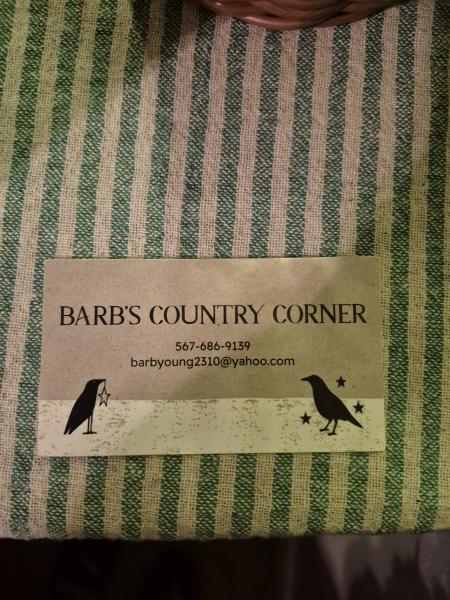 BARB'S COUNTRY CORNER
567-686-9139
barbyoung2310@yahoo.com